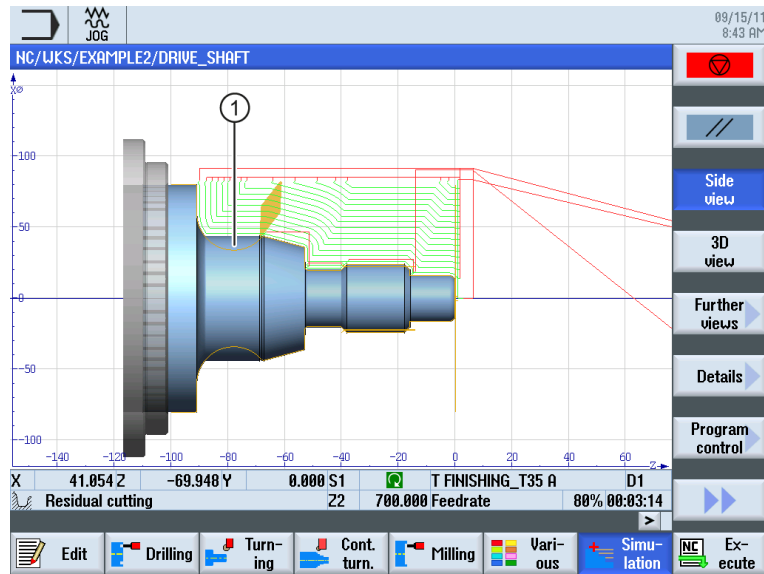 09/15/11
8:43 AM
JOG
NC/WKS/EXAMPLE2/DRIVE_SHAFT
XØ
1
100
50
0
-50
-100
-140 -120 -100 -80 -60 -40 -20 0 20 40 60 Z
X 41.054 Z -69.948 Y 0.000 S1 T FINISHING_T35 A D1
Residual cutting Z2 700.000 Feedrate 80% 00:03:14
>
Side
view
3D
view
Further
views
Details
Program
control
Edit
Drilling
Turn-
ing
Cont.
turn.
Milling
Vari-
ous
Simu-
lation
NC
Ex-
ecute